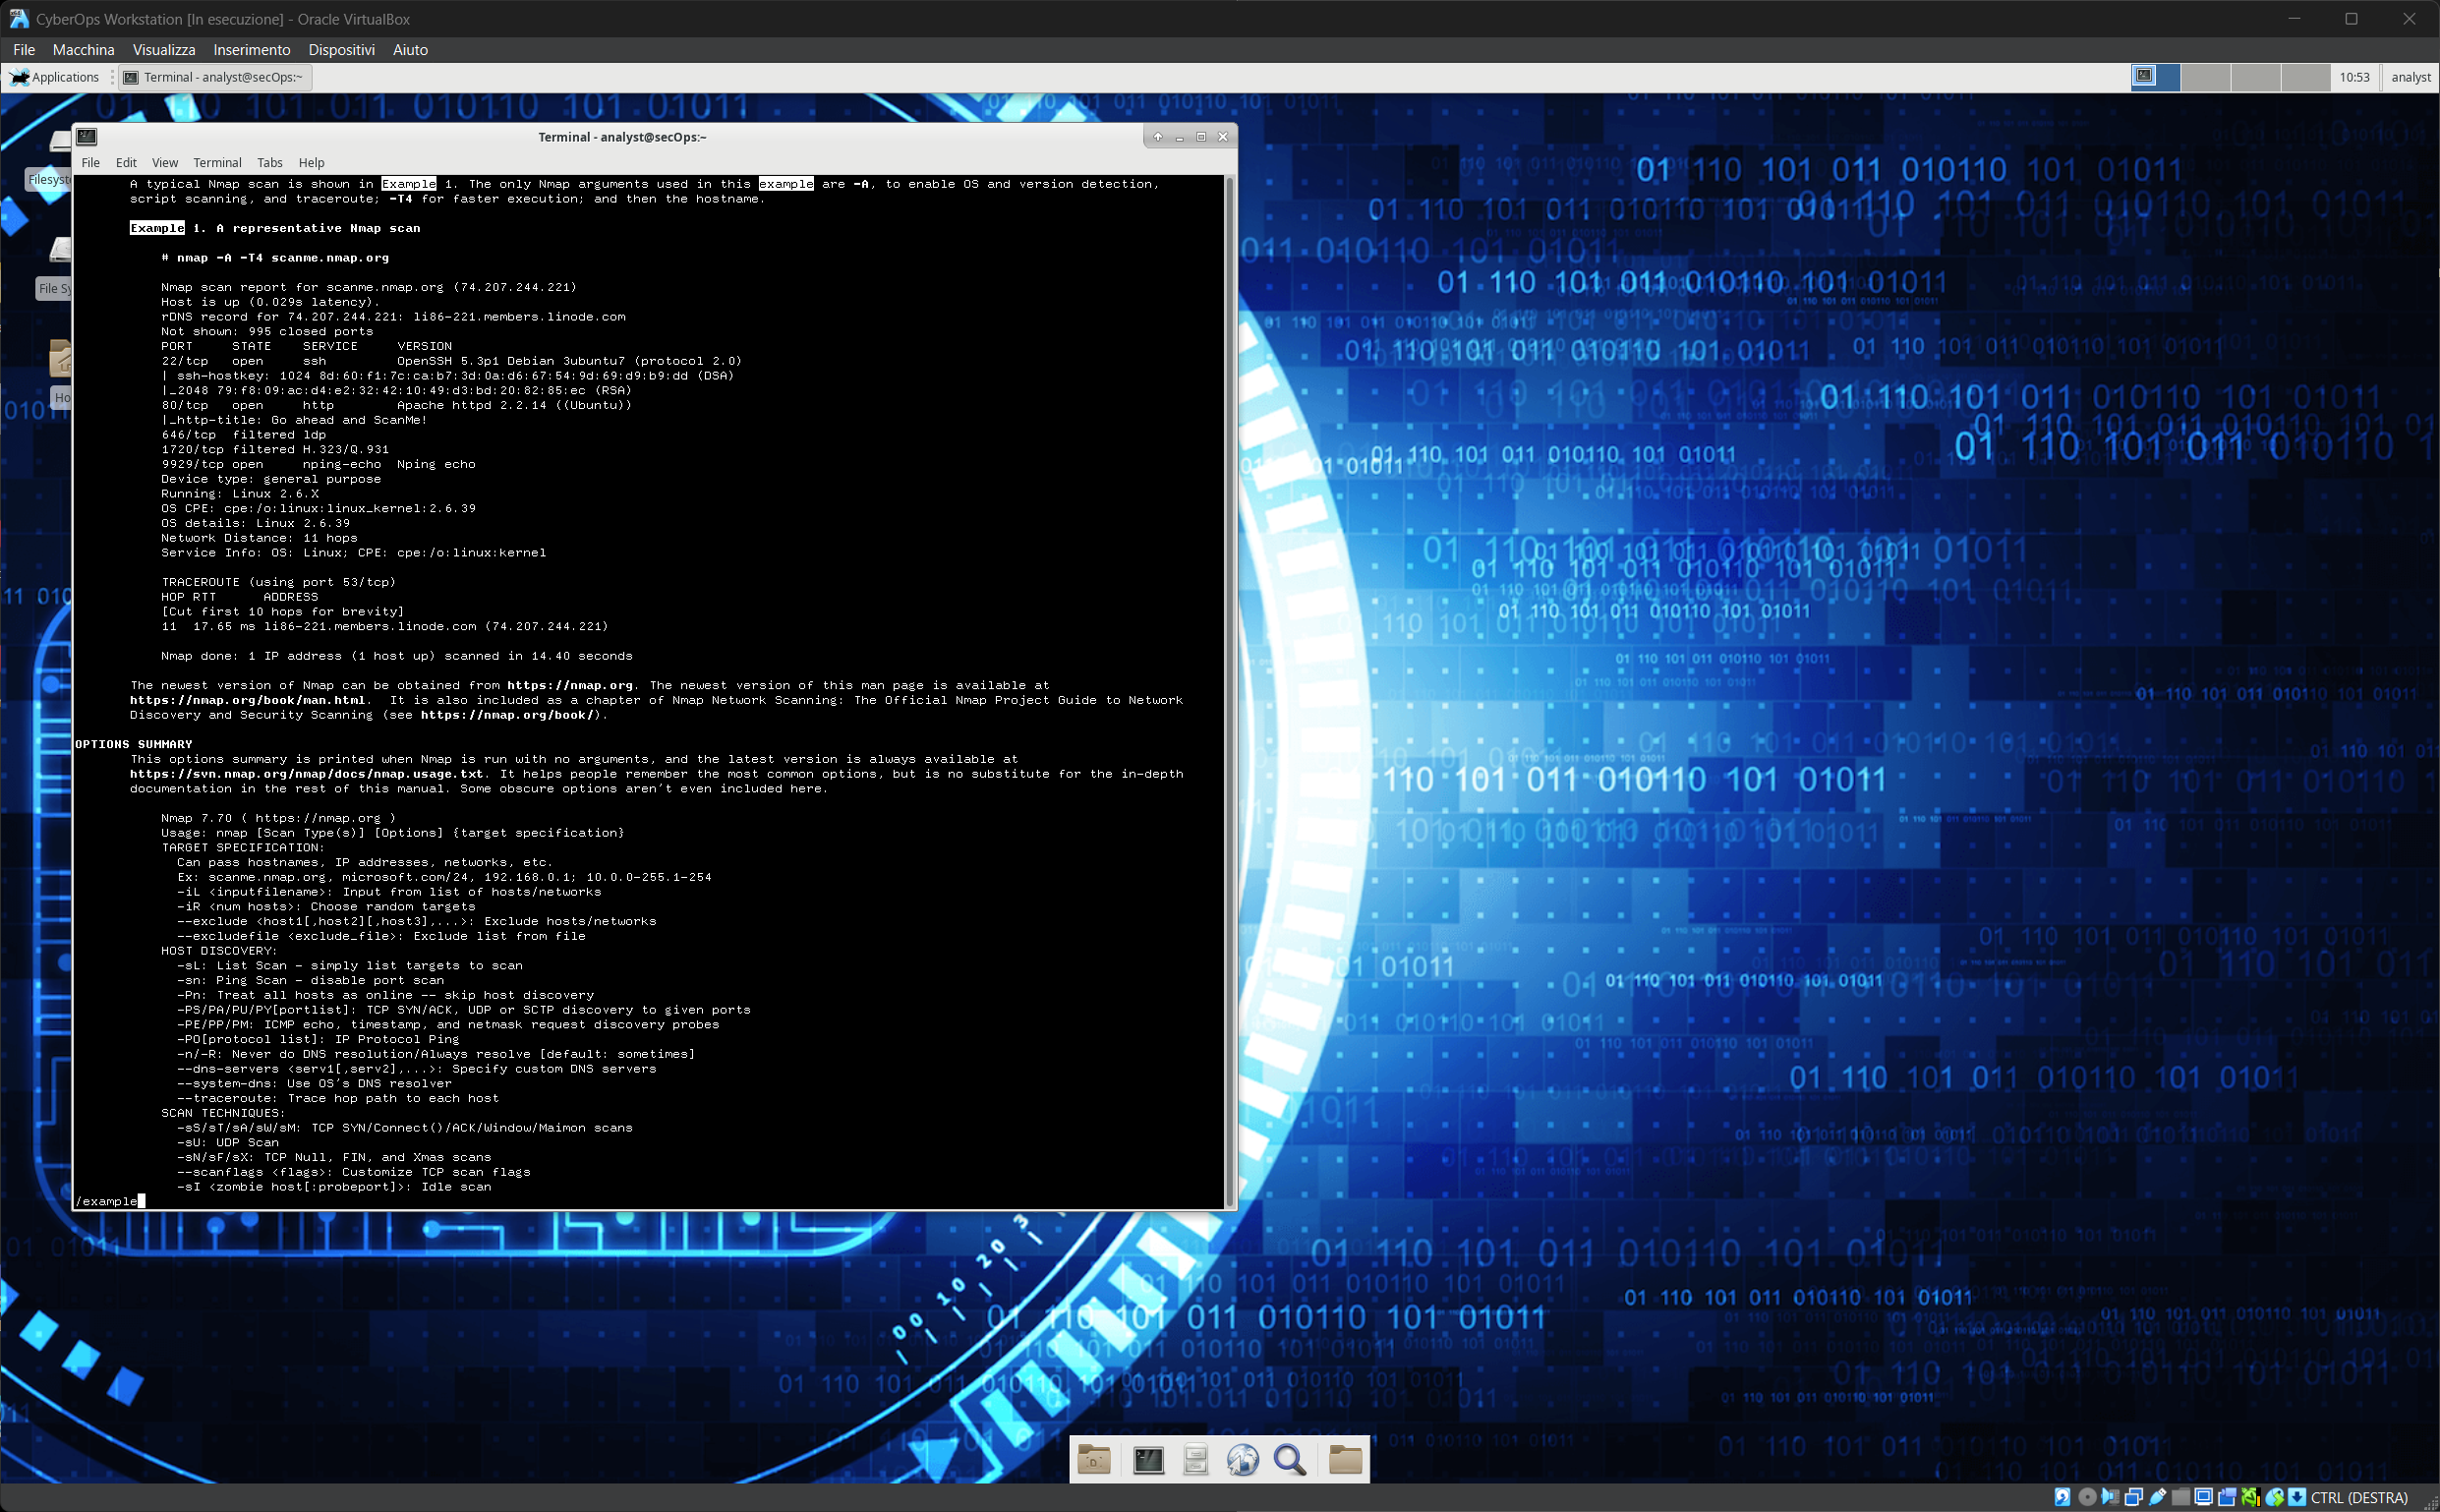 CyberOps Workstation [In esecuzione] - Oracle VirtualBox
File Macchina Visualizza Inserimento Dispositivi Aiuto
Applications Terminal - analyst@secOps:~ 10:53 analyst
Terminal - analyst@secOps:~
File Edit View Terminal Tabs Help
A typical Nmap scan is shown in Example 1. The only Nmap arguments used in this example are -A, to enable OS and version detection,
script scanning, and traceroute; -T4 for faster execution; and then the hostname.
Example 1. A representative Nmap scan
# nmap -A -T4 scanme.nmap.org
Nmap scan report for scanme.nmap.org (74.207.244.221)
Host is up (0.029s latency).
rDNS record for 74.207.244.221: li86-221.members.linode.com
Not shown: 995 closed ports
PORT STATE SERVICE VERSION
22/tcp open ssh OpenSSH 5.3p1 Debian 3ubuntu7 (protocol 2.0)
| ssh-hostkey: 1024 8d:60:f1:7c:ca:b7:3d:0a:d6:67:54:9d:69:d9:b9:dd (DSA)
|_2048 79:f8:09:ac:d4:e2:32:42:10:49:d3:bd:20:82:85:ec (RSA)
80/tcp open http Apache httpd 2.2.14 ((Ubuntu))
|_http-title: Go ahead and ScanMe!
646/tcp filtered ldp
1720/tcp filtered H.323/Q.931
9929/tcp open nping-echo Nping echo
Device type: general purpose
Running: Linux 2.6.X
OS CPE: cpe:/o:linux:linux_kernel:2.6.39
OS details: Linux 2.6.39
Network Distance: 11 hops
Service Info: OS: Linux; CPE: cpe:/o:linux:kernel
TRACEROUTE (using port 53/tcp)
HOP RTT ADDRESS
[Cut first 10 hops for brevity]
11 17.65 ms li86-221.members.linode.com (74.207.244.221)
Nmap done: 1 IP address (1 host up) scanned in 14.40 seconds
The newest version of Nmap can be obtained from https://nmap.org. The newest version of this man page is available at
https://nmap.org/book/man.html. It is also included as a chapter of Nmap Network Scanning: The Official Nmap Project Guide to Network
Discovery and Security Scanning (see https://nmap.org/book/).
OPTIONS SUMMARY
This options summary is printed when Nmap is run with no arguments, and the latest version is always available at
https://svn.nmap.org/nmap/docs/nmap.usage.txt. It helps people remember the most common options, but is no substitute for the in-depth
documentation in the rest of this manual. Some obscure options aren't even included here.
Nmap 7.70 ( https://nmap.org )
Usage: nmap [Scan Type(s)] [Options] {target specification}
TARGET SPECIFICATION:
Can pass hostnames, IP addresses, networks, etc.
Ex: scanme.nmap.org, microsoft.com/24, 192.168.0.1; 10.0.0-255.1-254
-iL <inputfilename>: Input from list of hosts/networks
-iR <num hosts>: Choose random targets
--exclude <host1[,host2][,host3],...>: Exclude hosts/networks
--excludefile <exclude_file>: Exclude list from file
HOST DISCOVERY:
-sL: List Scan - simply list targets to scan
-sn: Ping Scan - disable port scan
-Pn: Treat all hosts as online -- skip host discovery
-PS/PA/PU/PY[portlist]: TCP SYN/ACK, UDP or SCTP discovery to given ports
-PE/PP/PM: ICMP echo, timestamp, and netmask request discovery probes
-PO[protocol list]: IP Protocol Ping
-n/-R: Never do DNS resolution/Always resolve [default: sometimes]
--dns-servers <serv1[,serv2],...>: Specify custom DNS servers
--system-dns: Use OS's DNS resolver
--traceroute: Trace hop path to each host
SCAN TECHNIQUES:
-sS/sT/sA/sW/sM: TCP SYN/Connect()/ACK/Window/Maimon scans
-sU: UDP Scan
-sN/sF/sX: TCP Null, FIN, and Xmas scans
--scanflags <flags>: Customize TCP scan flags
-sI <zombie host[:probeport]>: Idle scan
/example
CTRL (DESTRA)